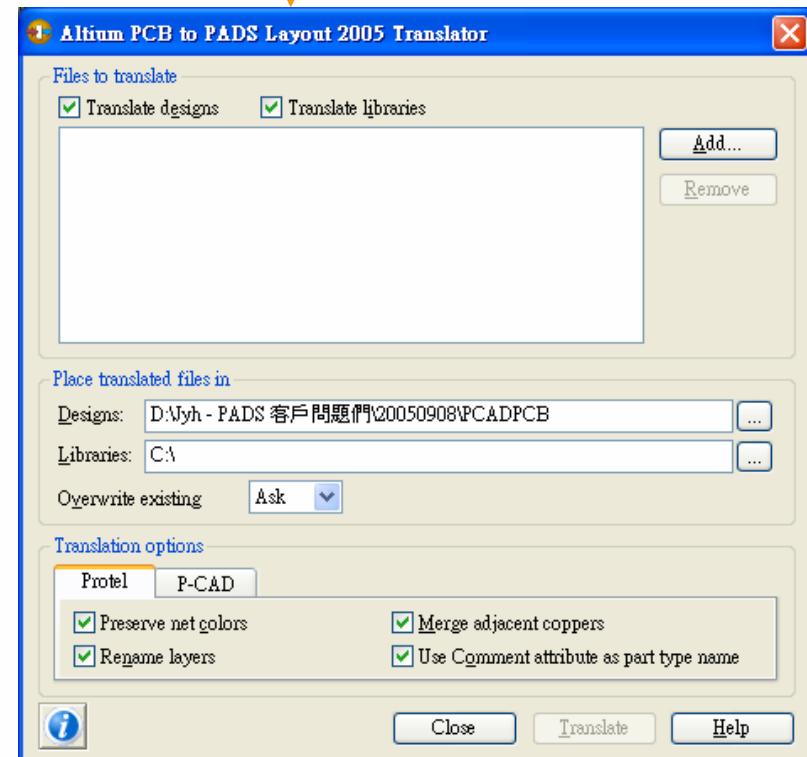 Altium PCB to PADS Layout 2005 Translator
Files to translate
Translate designs Translate libraries
Add...
Remove
Place translated files in
Designs: D:\Jyh - PADS 客戶問題們\20050908\PCADPCB ...
Libraries: C:\ ...
Overwrite existing Ask
Translation options
Protel P-CAD
Preserve net colors Merge adjacent coppers
Rename layers Use Comment attribute as part type name
Close Translate Help